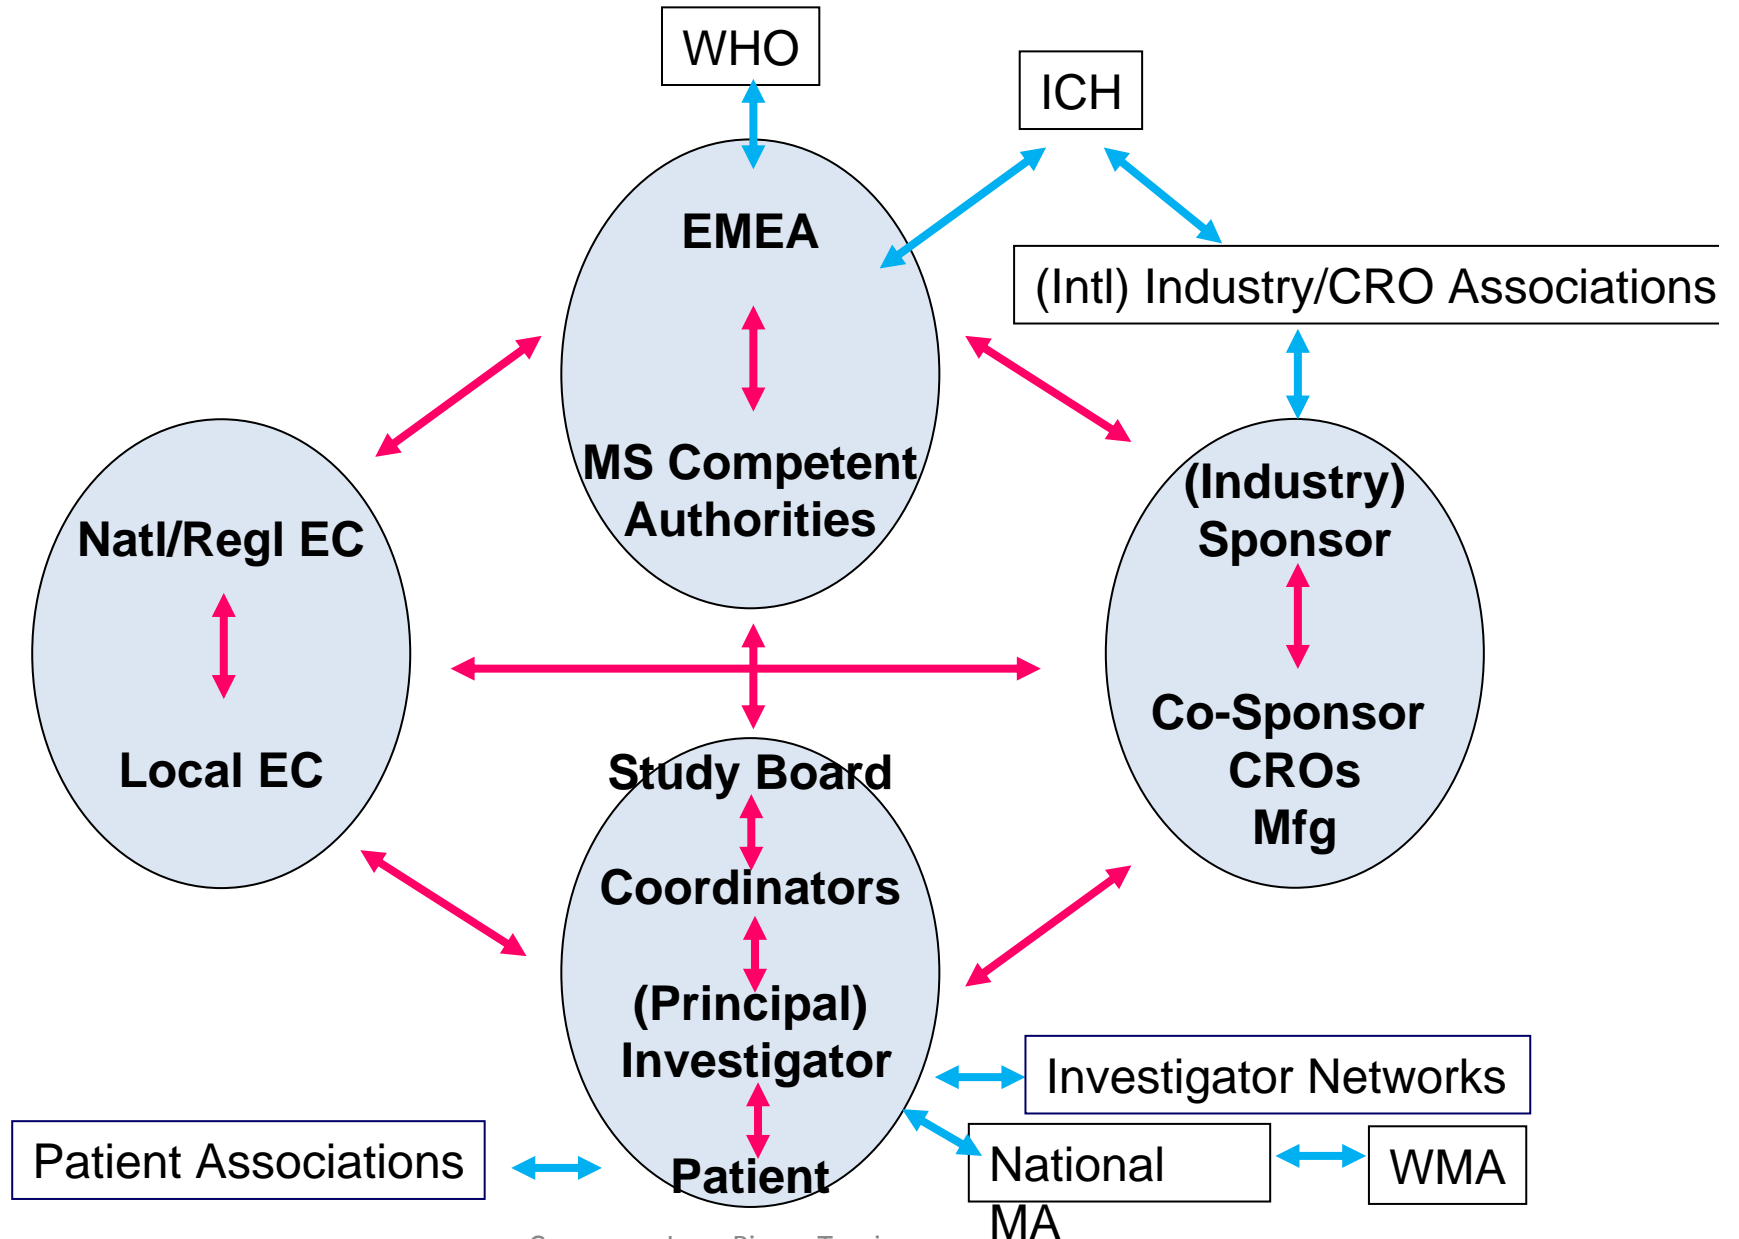 WHO
ICH
EMEA
(Intl) Industry/CRO Associations
MS Competent
Authorities
(Industry)
Sponsor
Natl/Regl EC
Co-Sponsor
CROs
Mfg
Local EC
Study Board
Coordinators
(Principal)
Investigator
Investigator Networks
Patient Associations
Patient
National
MA
WMA